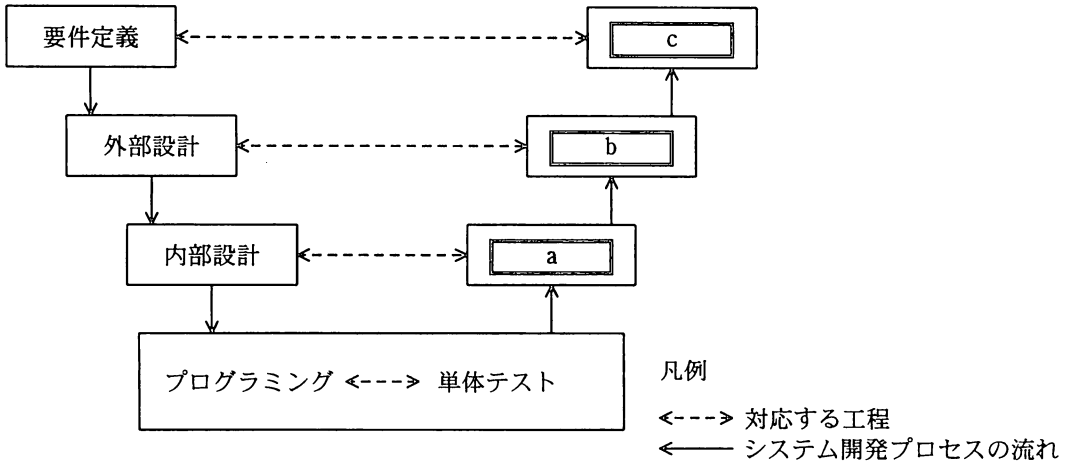 要件定義
c
外部設計
b
内部設計
a
プログラミング 単体テスト
凡例
対応する工程
システム開発プロセスの流れ